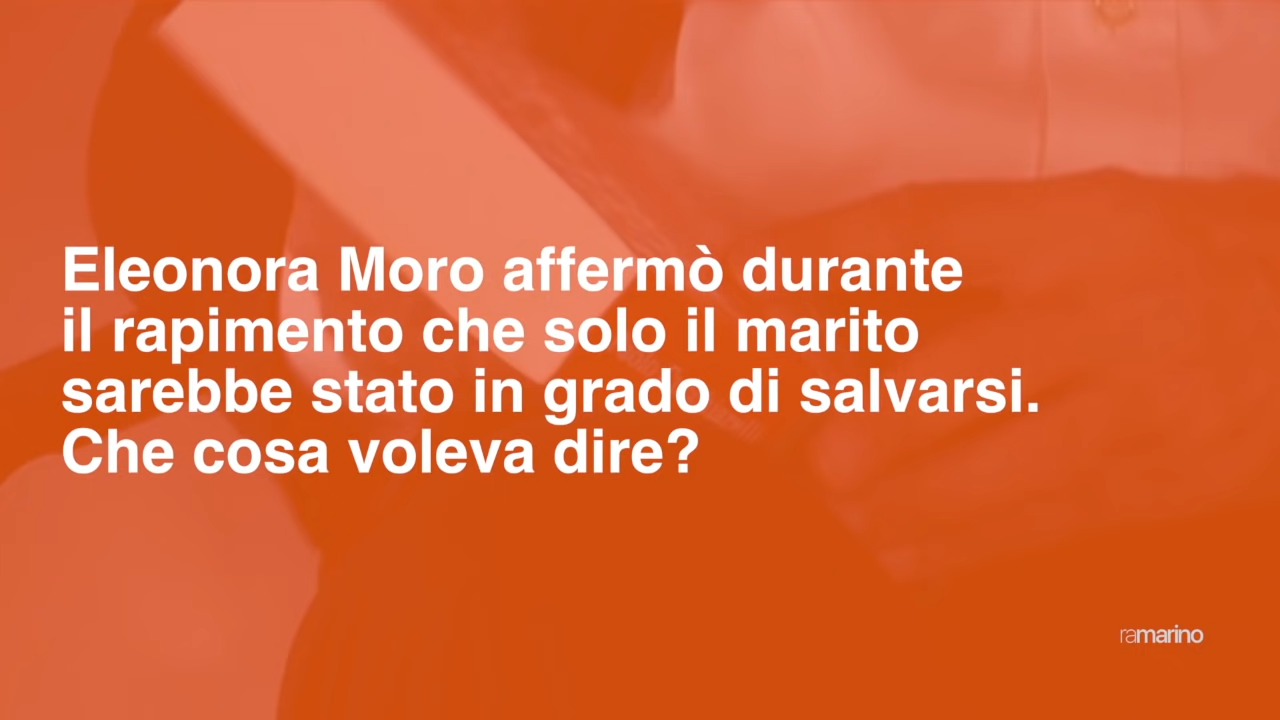 Eleonora Moro affermò durante
il rapimento che solo il marito
sarebbe stato in grado di salvarsi.
Che cosa voleva dire?
ramarino